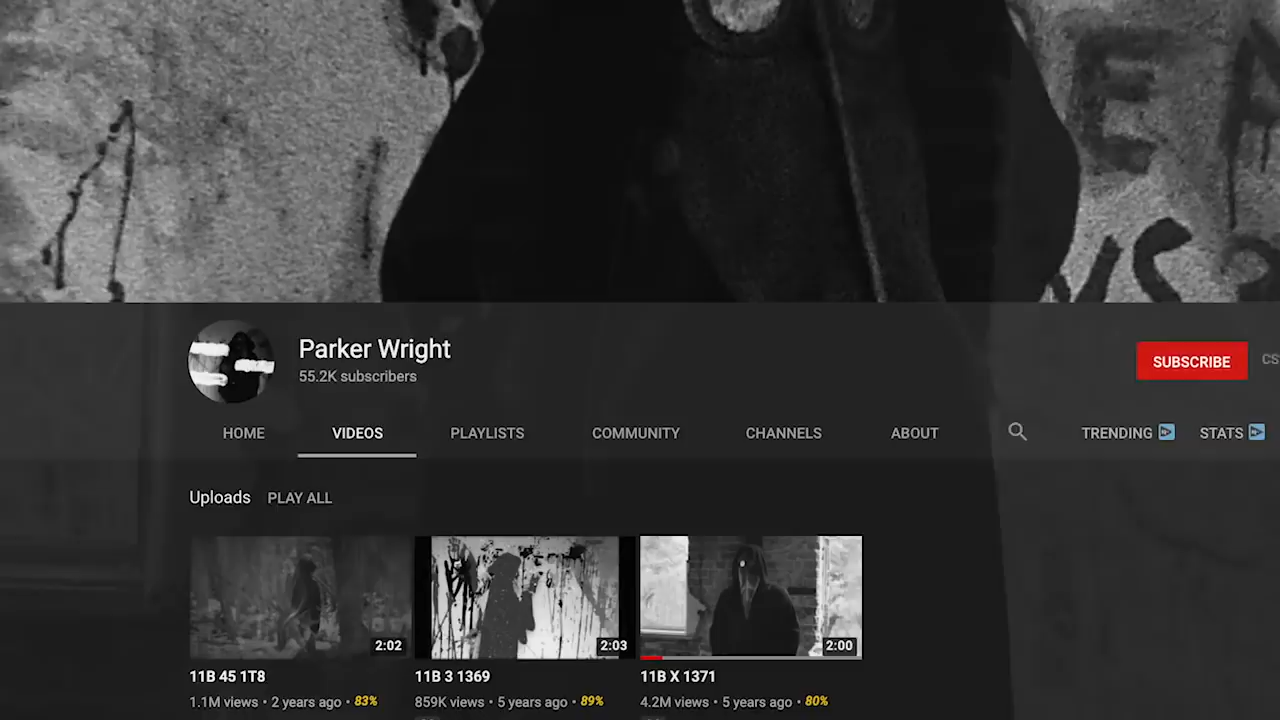 Parker Wright
55.2K subscribers
SUBSCRIBE
CS
HOME VIDEOS PLAYLISTS COMMUNITY CHANNELS ABOUT TRENDING STATS
Uploads PLAY ALL
2:02 2:03 2:00
11B 45 1T8 11B 3 1369 11B X 1371
1.1M views • 2 years ago • 83% 859K views • 5 years ago • 89% 4.2M views • 5 years ago • 80%